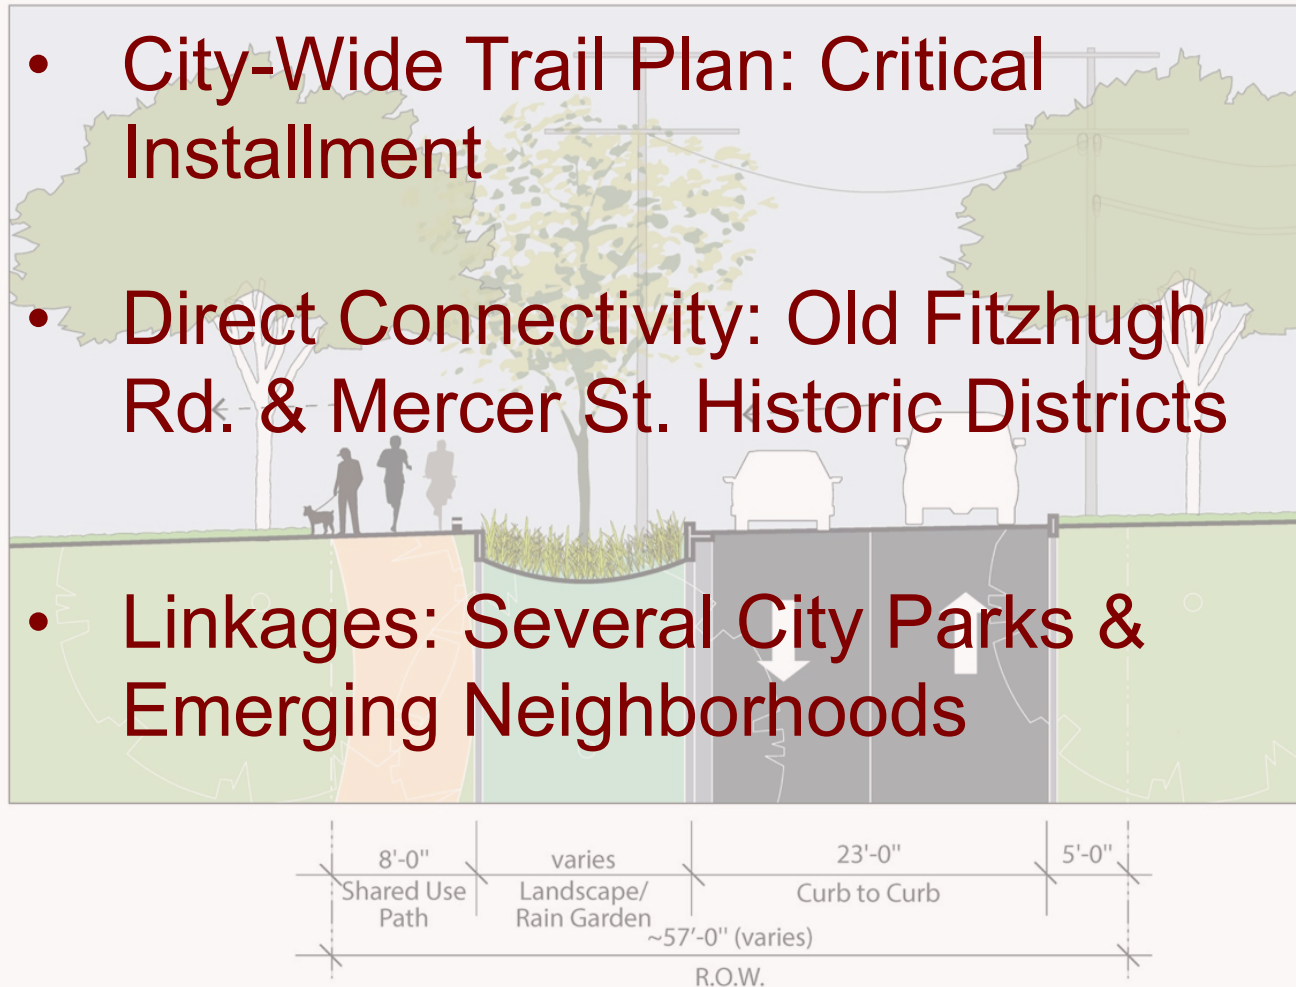 • City-Wide Trail Plan: Critical
Installment
• Direct Connectivity: Old Fitzhugh
Rd. & Mercer St. Historic Districts
• Linkages: Several City Parks &
Emerging Neighborhoods
8'-0"
varies
23'-0"
5'-0"
Shared Use
Path
Landscape/
Rain Garden
Curb to Curb
~57'-0" (varies)
R.O.W.